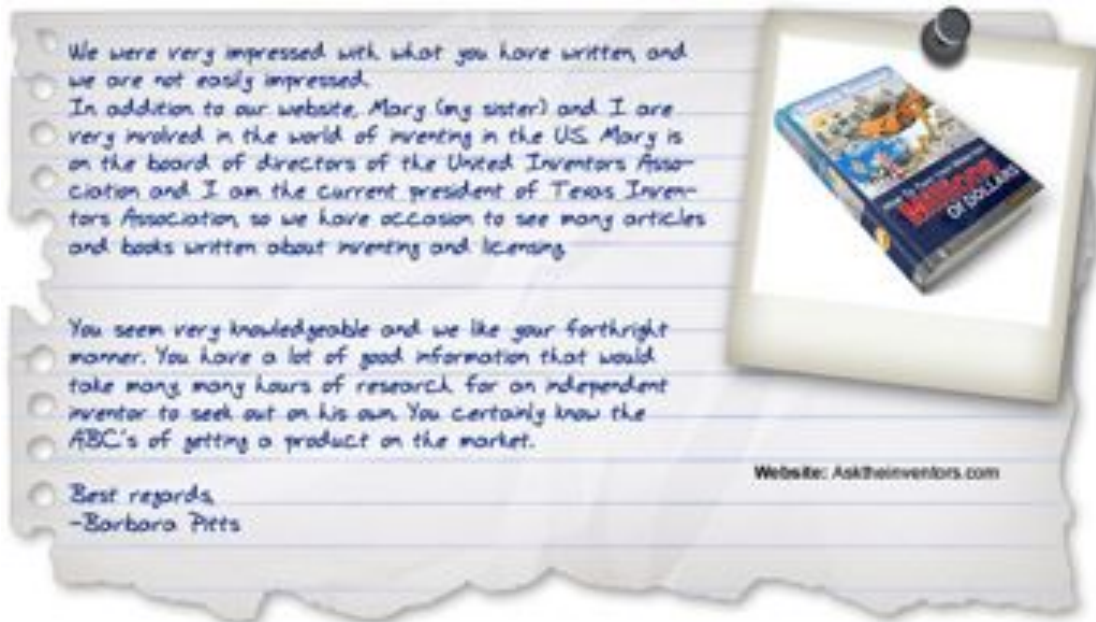 We were very impressed with what you have written, and
we are not easily impressed.
In addition to our website, Mary (my sister) and I are
very involved in the world of inventing in the US. Mary is
on the board of directors of the United Inventors Asso-
ciation and I am the current president of Texas Inven-
tors Association, so we have occasion to see many articles
and books written about inventing and licensing.
You seem very knowledgeable and we like your forthright
manner. You have a lot of good information that would
take many, many hours of research for an independent
inventor to seek out on his own. You certainly know the
ABC's of getting a product on the market.
Best regards,
-Barbara Pitts
OF DOLLARS
Website: Asktheinventors.com